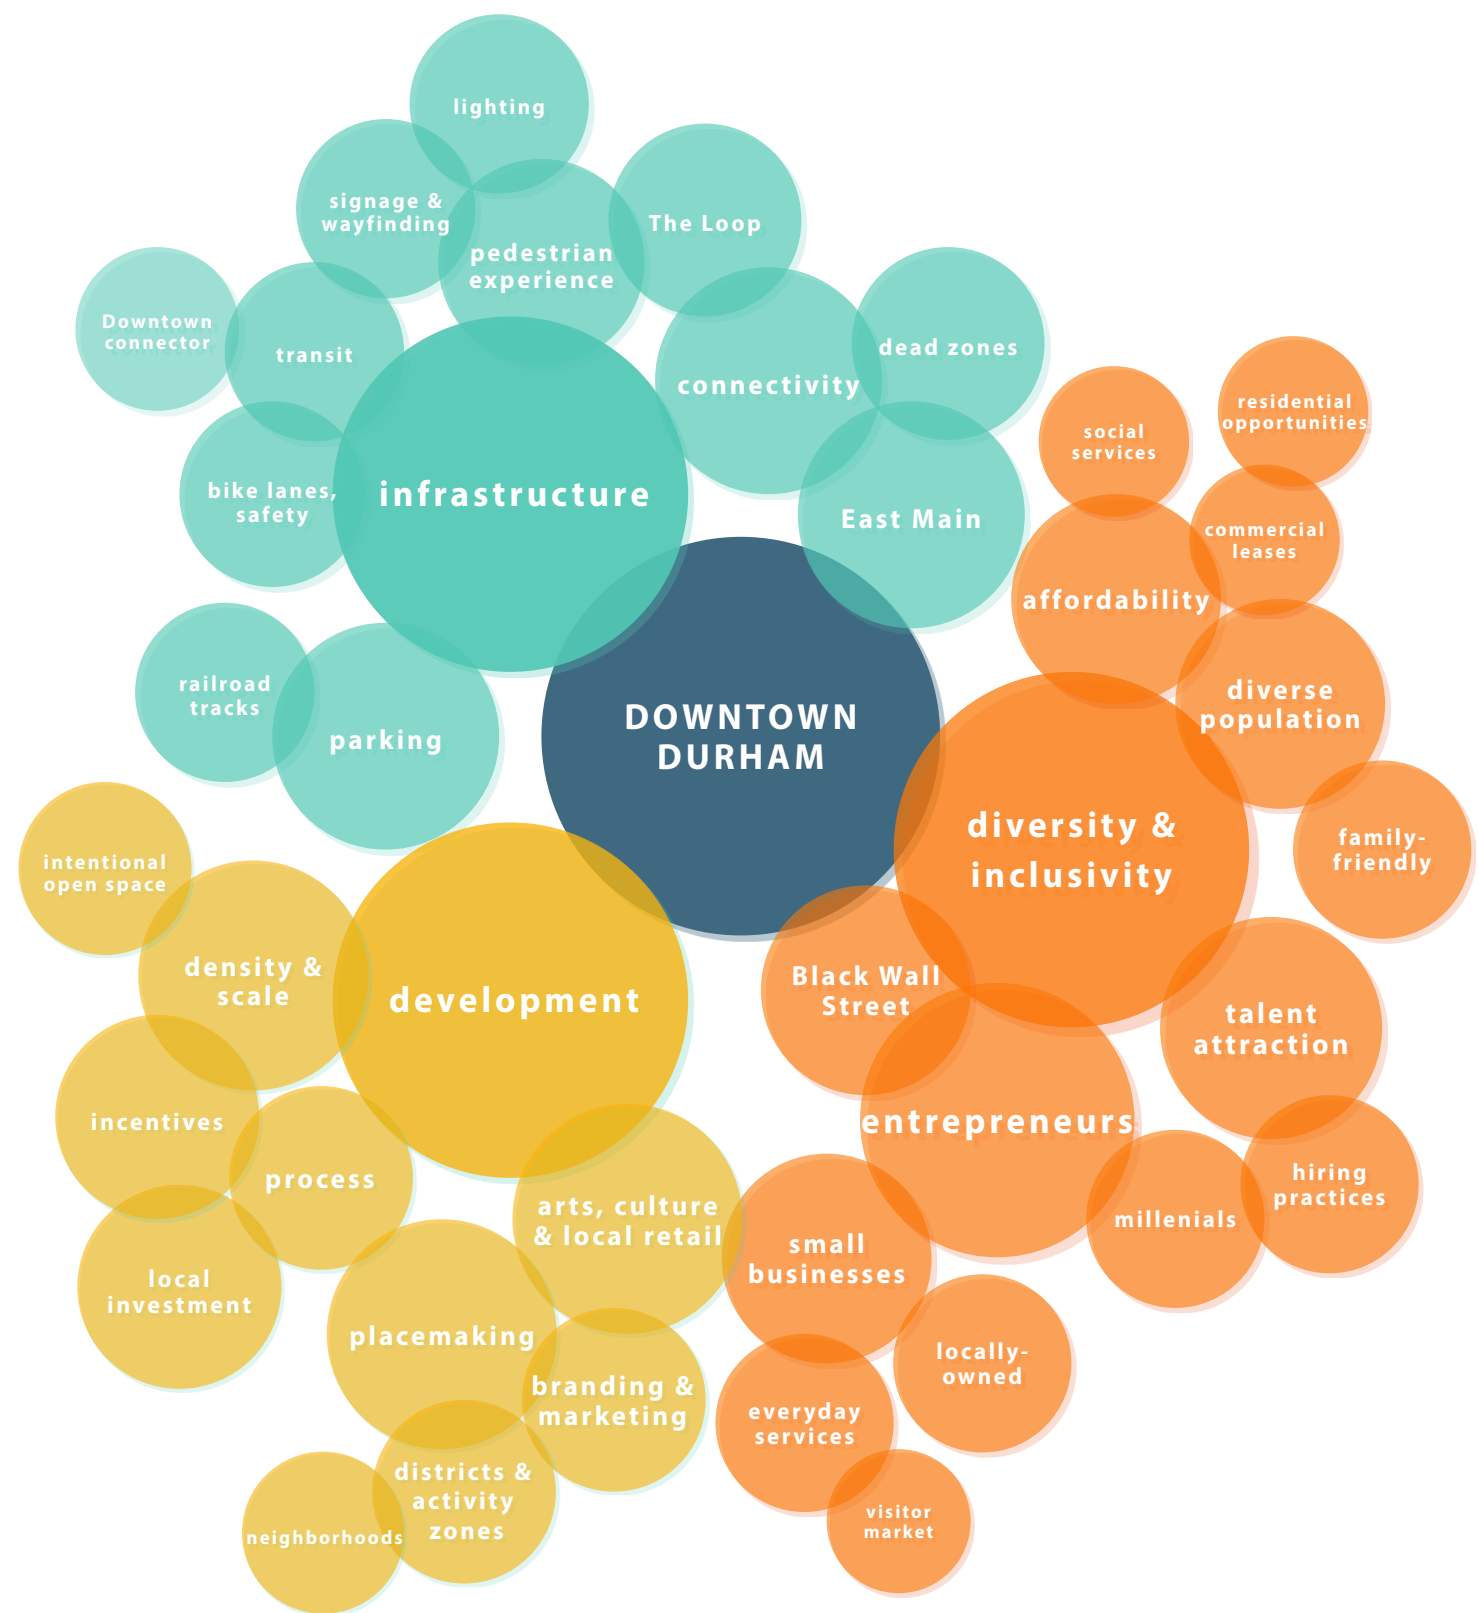 lighting
signage &
wayfinding
The Loop
pedestrian
experience
Downtown
connector
transit
dead zones
connectivity
bike lanes,
safety
infrastructure
East Main
railroad
tracks
parking
DOWNTOWN
DURHAM
social
services
residential
opportunities
commercial
leases
affordability
diverse
population
diversity &
inclusivity
family-
friendly
Black Wall
Street
talent
attraction
entrepreneurs
hiring
practices
millenials
small
businesses
locally-
owned
everyday
services
visitor
market
intentional
open space
density &
scale
development
incentives
process
arts, culture
& local retail
local
investment
placemaking
branding &
marketing
districts &
activity
zones
neighborhoods